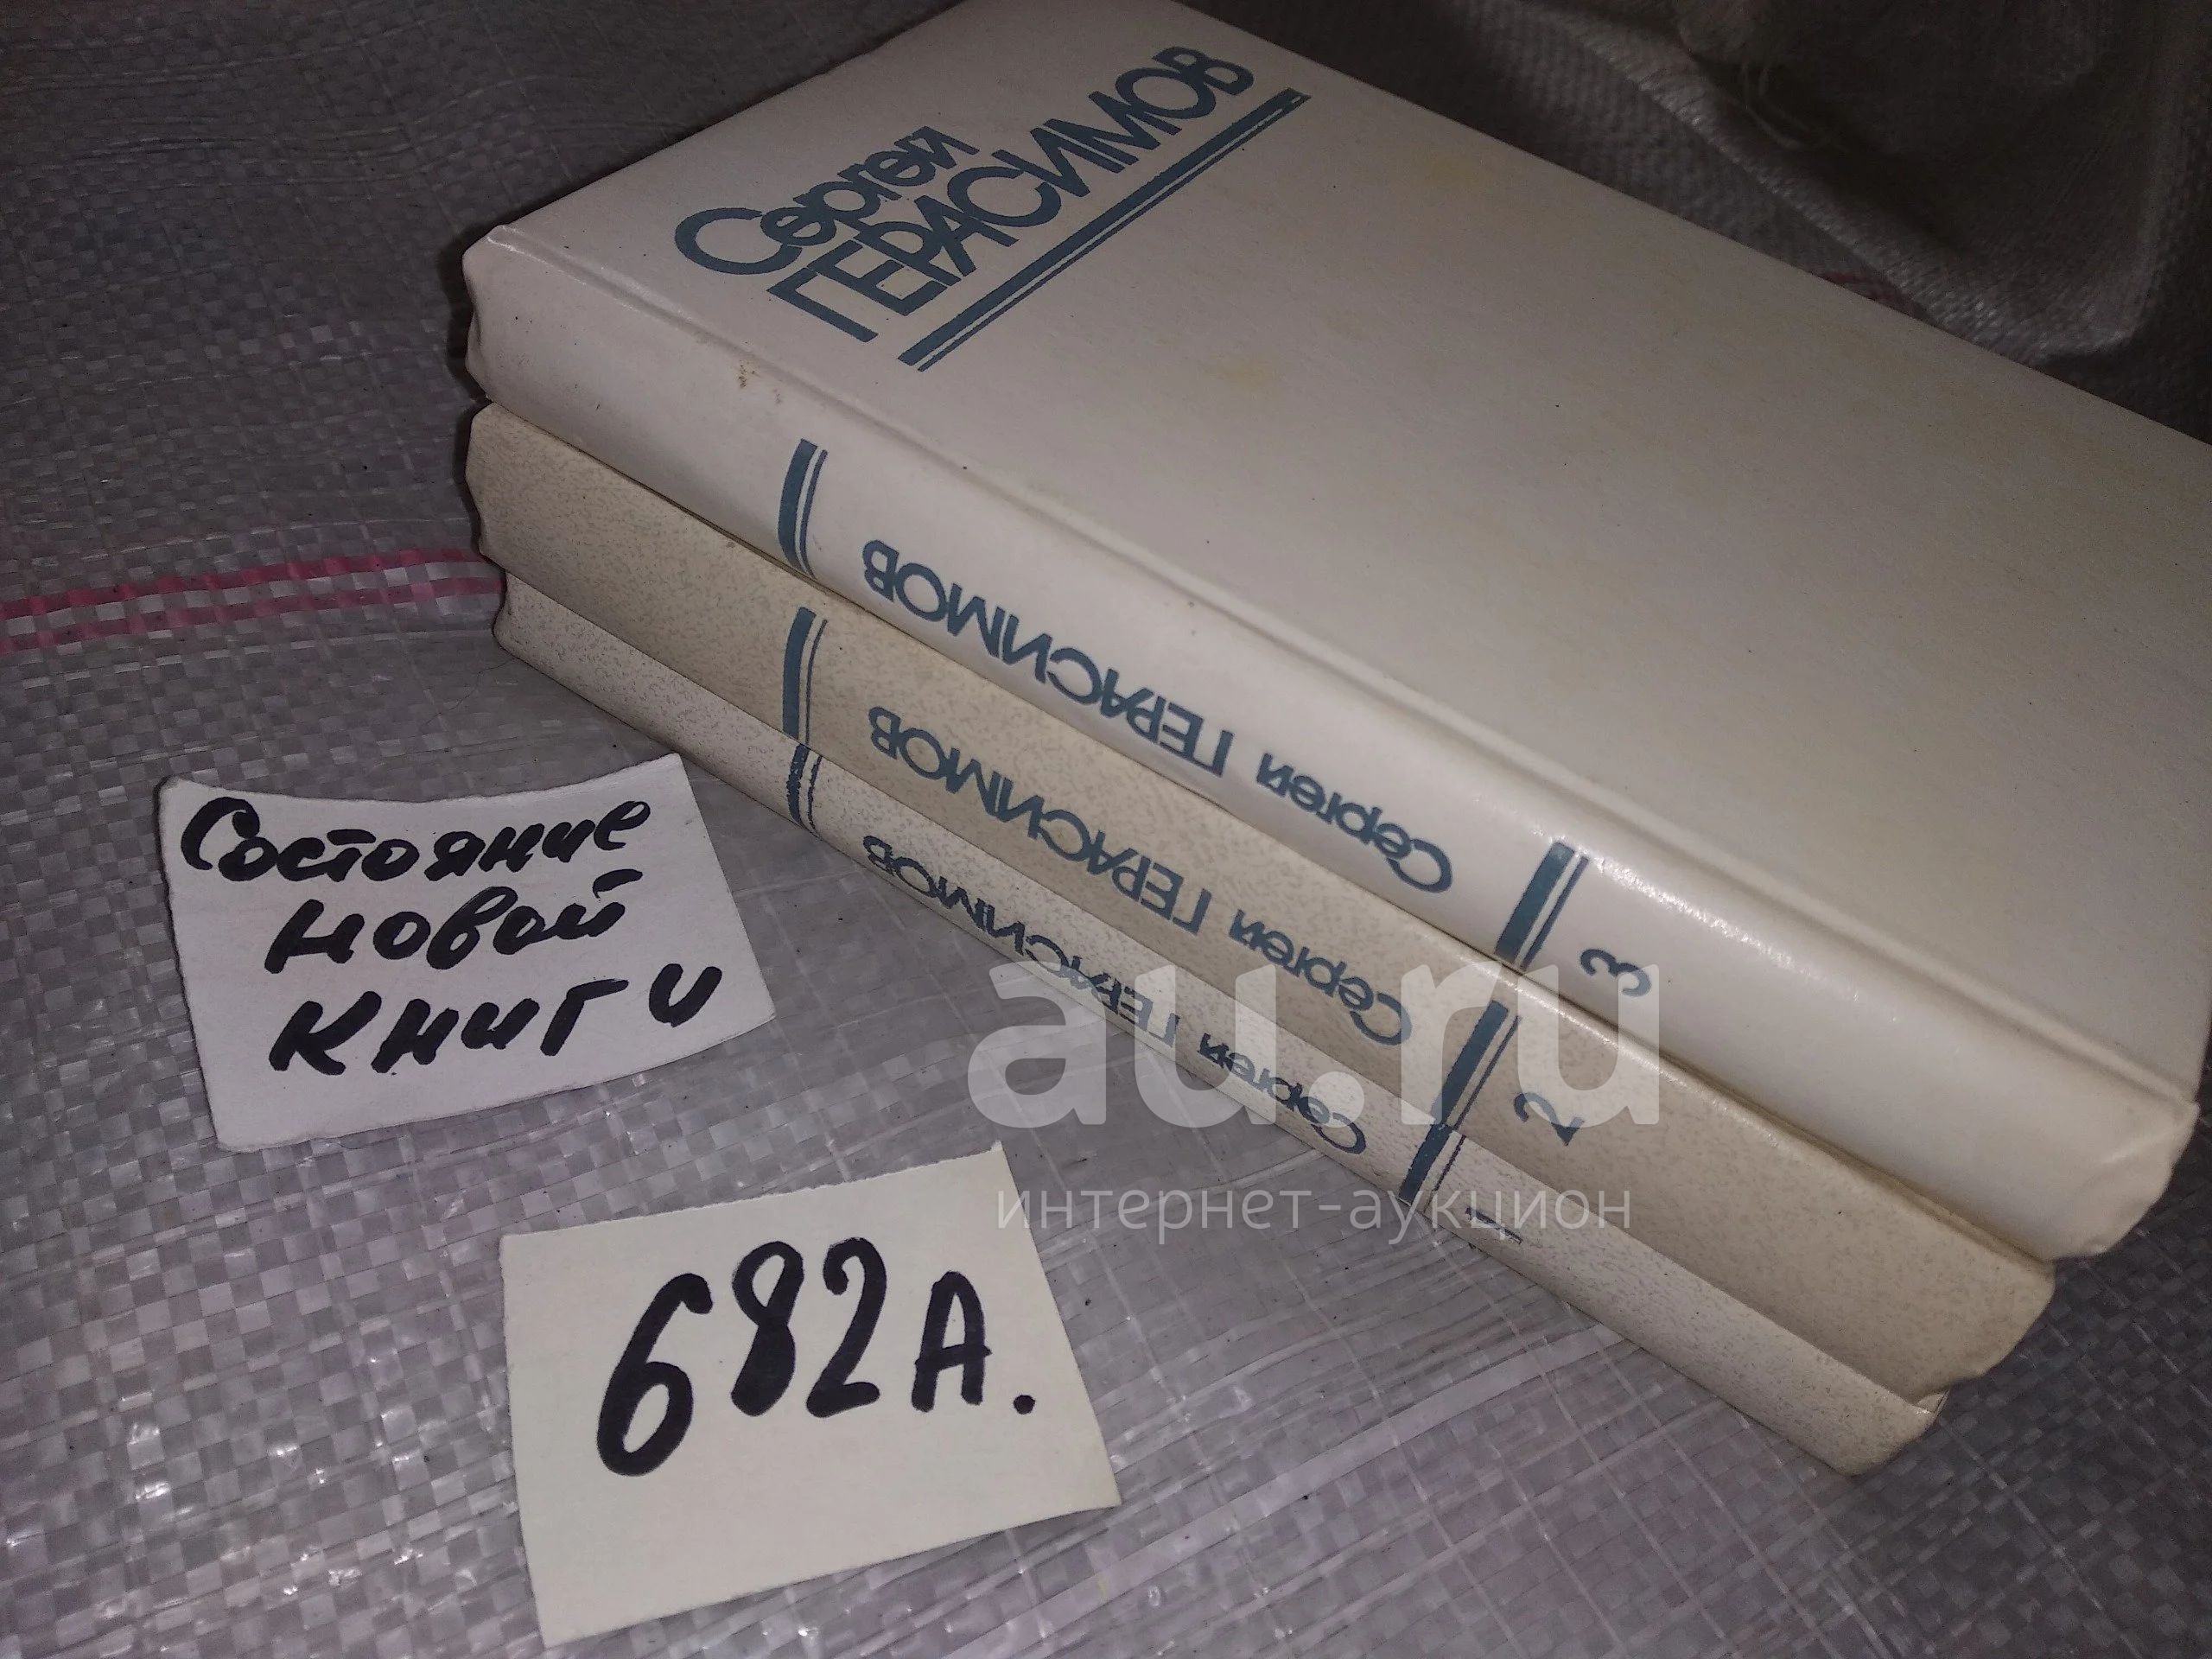 Сергей
ГЕРАСИМОВ
Сергей ГЕРАСИМОВ
3
Сергей ГЕРАСИМОВ
2
Сергей ГЕРАСИМОВ
1
Состояние
новой
книги
682А.
au.ru
интернет-аукцион